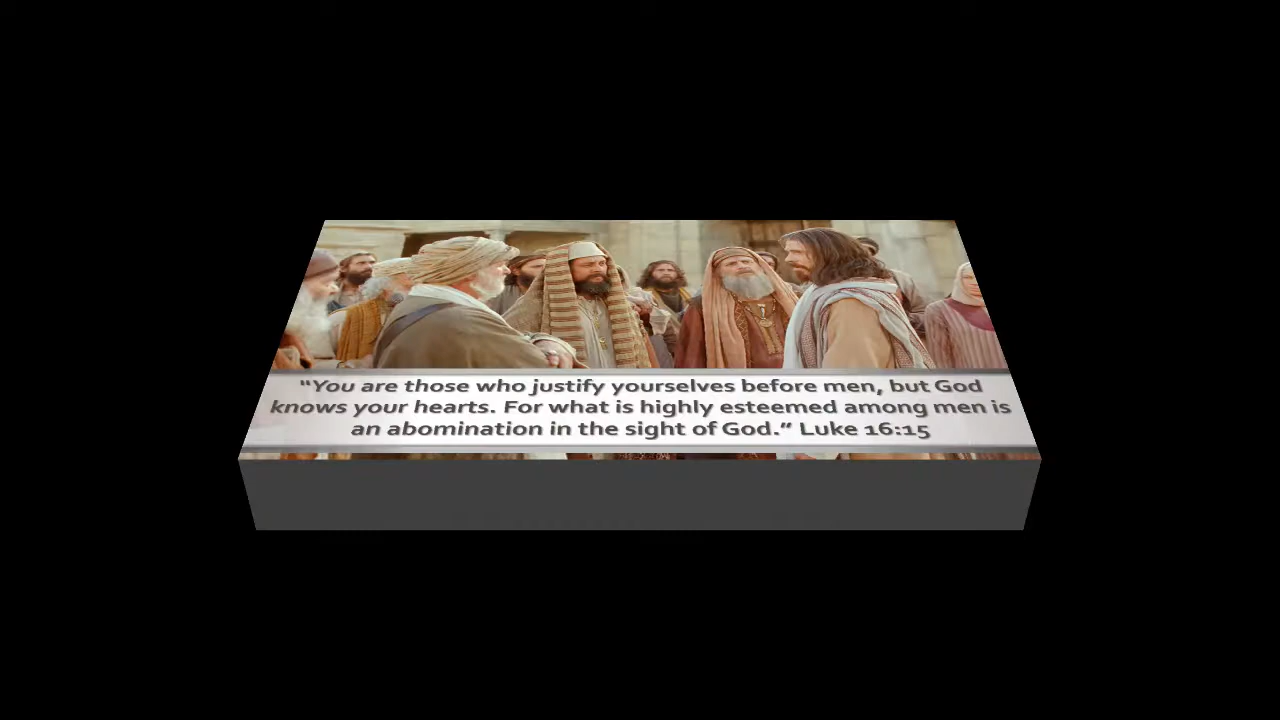 “You are those who justify yourselves before men, but God
knows your hearts. For what is highly esteemed among men is
an abomination in the sight of God.” Luke 16:15